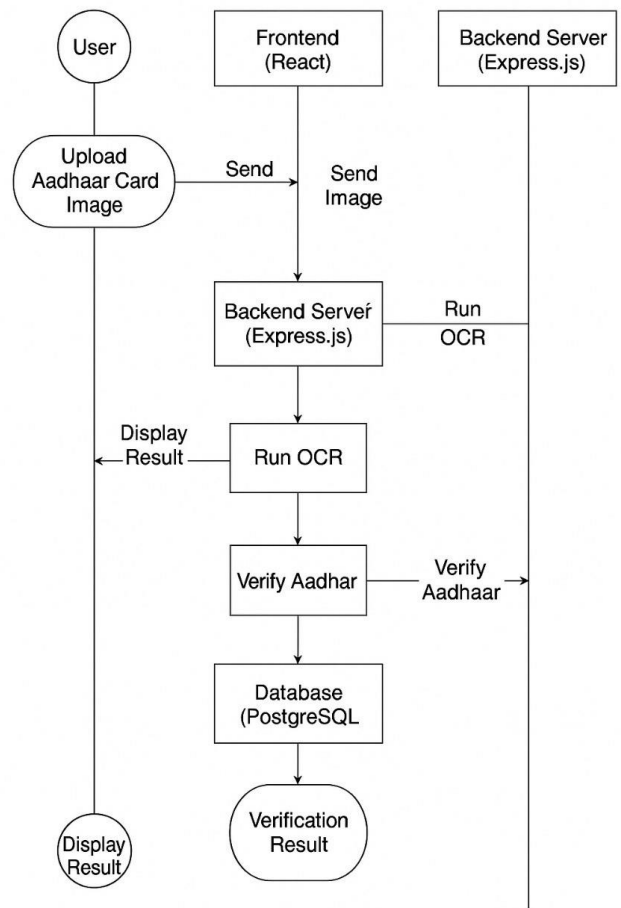 User
Frontend
(React)
Backend Server
(Express.js)
Upload
Aadhaar Card
Image
Send
Send
Image
Backend Serveŕ
(Express.js)
Run
OCR
Display
Result
Run OCR
Verify Aadhar
Verify
Aadhaar
Database
(PostgreSQL
Verification
Result
Display
Result